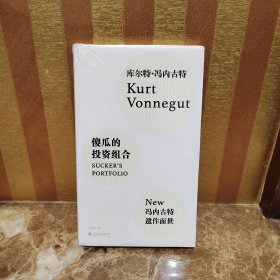 库尔特·冯内古特
Kurt
Vonnegut
傻瓜的
投资组合
SUCKER'S
PORTFOLIO
New
冯内古特
遗作面世